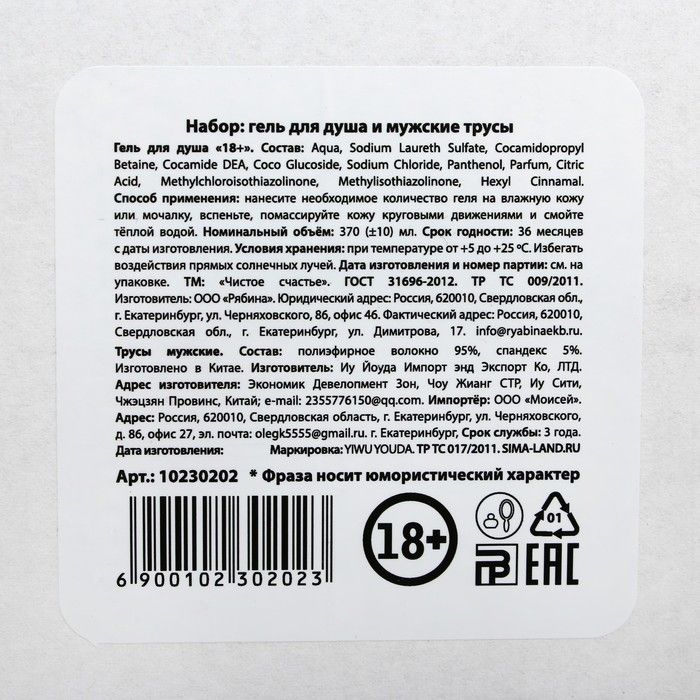 Набор: гель для душа и мужские трусы
Гель для душа «18+». Состав: Aqua, Sodium Laureth Sulfate, Cocamidopropyl
Betaine, Cocamide DEA, Coco Glucoside, Sodium Chloride, Panthenol, Parfum, Citric
Acid, Methylchloroisothiazolinone, Methylisothiazolinone, Hexyl Cinnamal.
Способ применения: нанесите необходимое количество геля на влажную кожу
или мочалку, вспеньте, помассируйте кожу круговыми движениями и смойте
тёплой водой. Номинальный объём: 370 (±10) мл. Срок годности: 36 месяцев
с даты изготовления. Условия хранения: при температуре от +5 до +25 ºС. Избегать
воздействия прямых солнечных лучей. Дата изготовления и номер партии: см. на
упаковке. ТМ: «Чистое счастье». ГОСТ 31696-2012. ТР ТС 009/2011.
Изготовитель: ООО «Рябина». Юридический адрес: Россия, 620010, Свердловская обл.,
г. Екатеринбург, ул. Черняховского, 86, офис 46. Фактический адрес: Россия, 620010,
Свердловская обл., г. Екатеринбург, ул. Димитрова, 17. info@ryabinaekb.ru.
Трусы мужские. Состав: полиэфирное волокно 95%, спандекс 5%.
Изготовлено в Китае. Изготовитель: Иу Йоуда Импорт энд Экспорт Ко, ЛТД.
Адрес изготовителя: Экономик Девелопмент Зон, Чоу Жианг СТР, Иу Сити,
Чжэцзян Провинс, Китай; e-mail: 2355776150@qq.com. Импортёр: ООО «Моисей».
Адрес: Россия, 620010, Свердловская область, г. Екатеринбург, ул. Черняховского,
д. 86, офис 27, эл. почта: olegk5555@gmail.ru. г. Екатеринбург, Срок службы: 3 года.
Дата изготовления: Маркировка: YIWU YOUDA. ТР ТС 017/2011. SIMA-LAND.RU
Арт.: 10230202 * Фраза носит юмористический характер
6 900102 302023
18+
01
EAC